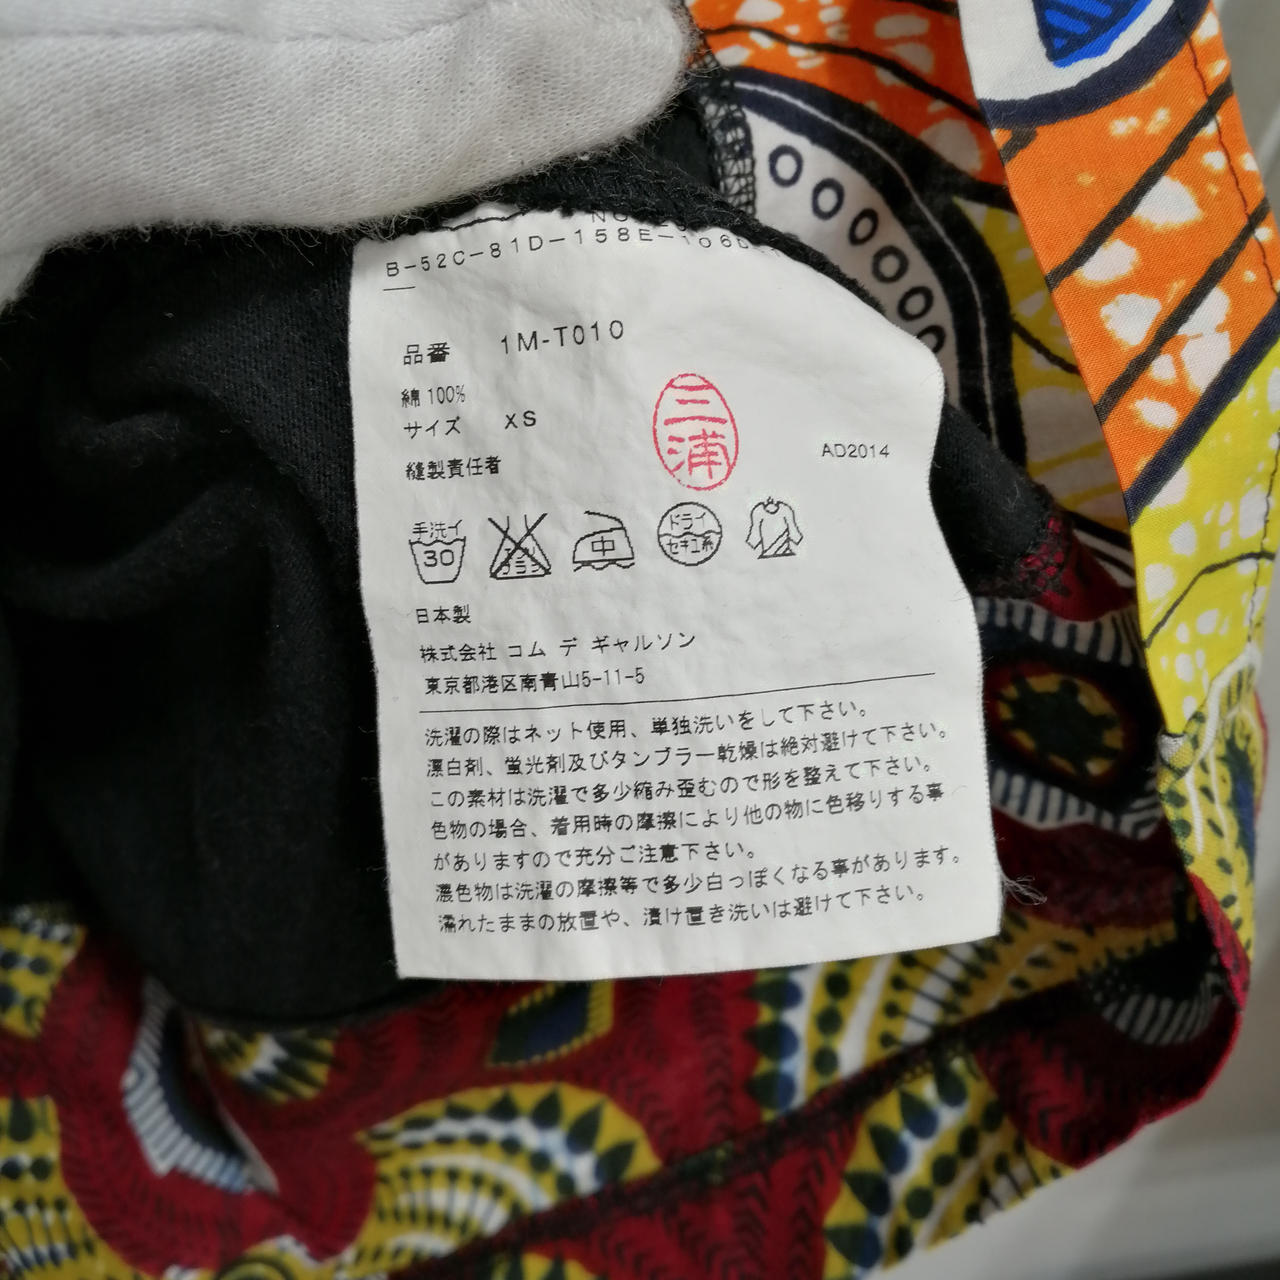 B-52C-81D-158E-106D
品番 1M-T010
綿 100%
サイズ XS
三浦
AD2014
縫製責任者
手洗イ
30
エンソ
サラシ
中
ドライ
セキユ系
日本製
株式会社 コム デ ギャルソン
東京都港区南青山5-11-5
洗濯の際はネット使用、単独洗いをして下さい。
漂白剤、蛍光剤及びタンブラー乾燥は絶対避けて下さい。
この素材は洗濯で多少縮み歪むので形を整えて下さい。
色物の場合、着用時の摩擦により他の物に色移りする事
がありますので充分ご注意下さい。
濃色物は洗濯の摩擦等で多少白っぽくなる事があります。
濡れたままの放置や、漬け置き洗いは避けて下さい。